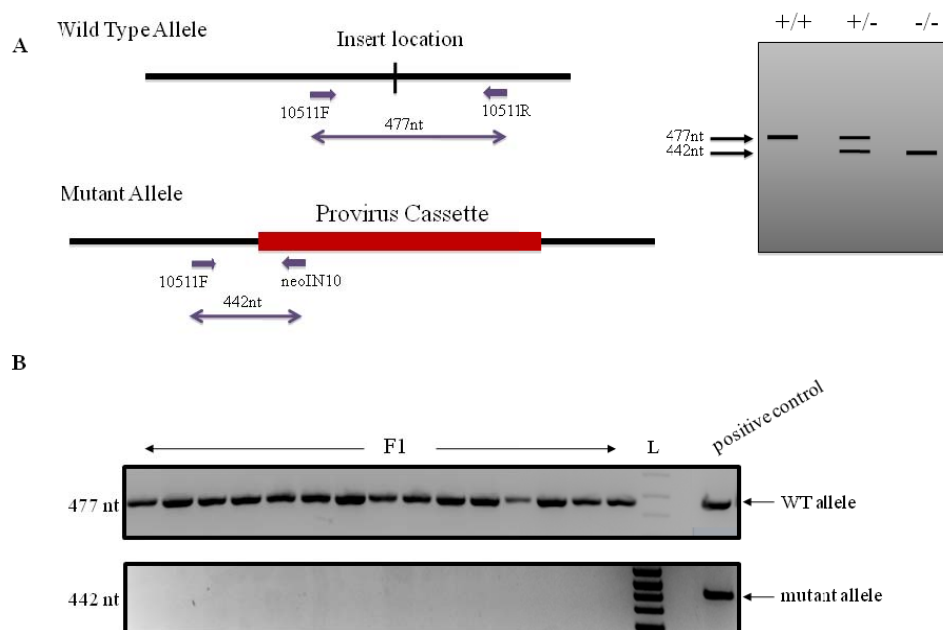 A
Wild Type Allele
Insert location
10511F
10511R
477nt
Mutant Allele
Provirus Cassette
10511F
neoIN10
442nt
+/+ +/- -/-
477nt
442nt
B
F1
L
positive control
477 nt
WT allele
442 nt
mutant allele